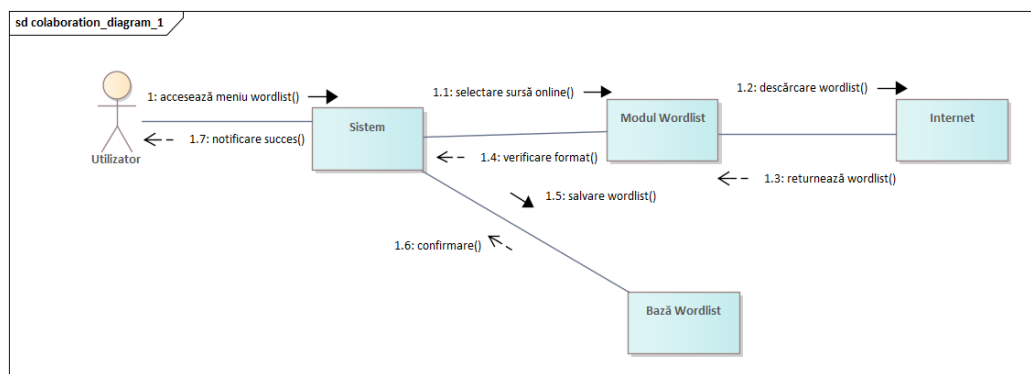 sd colaboration_diagram_1
1: accesează meniu wordlist()
1.1: selectare sursă online()
1.2: descărcare wordlist()
Sistem
Modul Wordlist
Internet
1.7: notificare succes()
Utilizator
1.4: verificare format()
1.3: returnează wordlist()
1.5: salvare wordlist()
1.6: confirmare()
Bază Wordlist